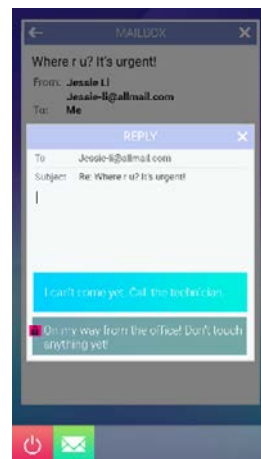 MAILBOX
Where r u? It's urgent!
From: Jessie Li
Jessie-li@allmail.com
To: Me
REPLY
To Jessie-li@allmail.com
Subject Re: Where r u? It's urgent!
I can't come yet. Call the technician.
On my way from the office! Don't touch
anything yet!